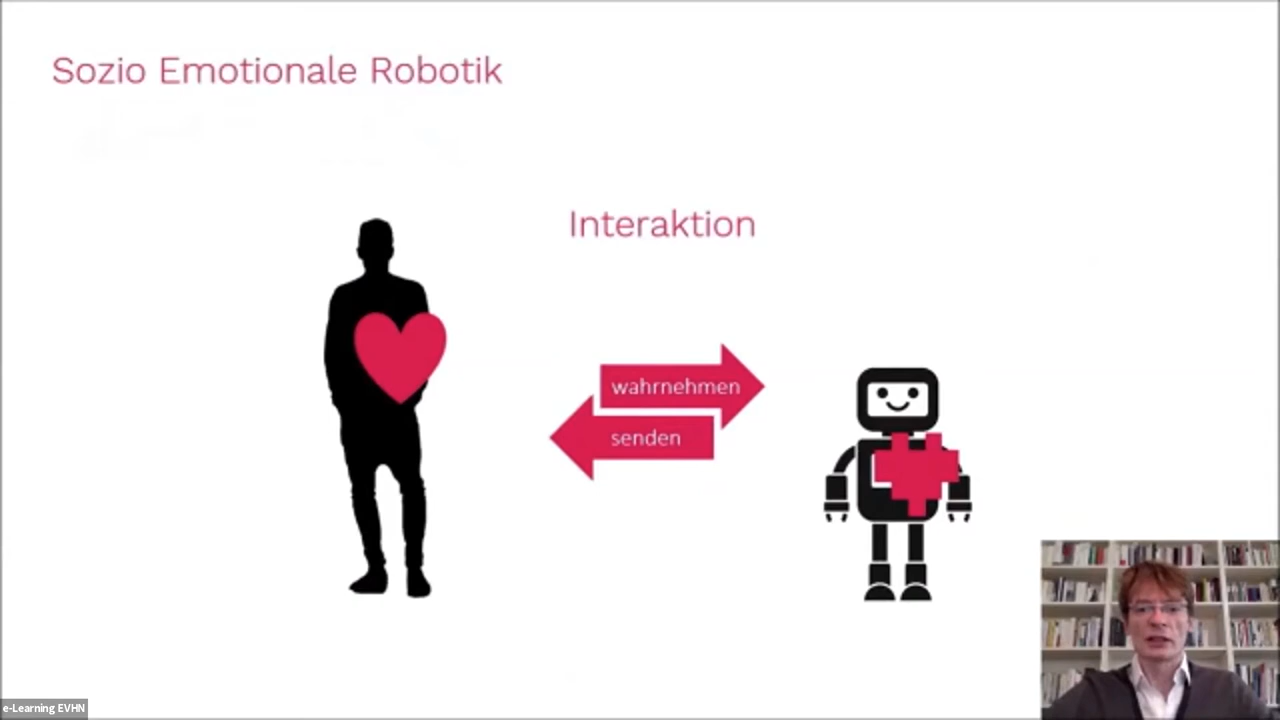 Sozio Emotionale Robotik
Interaktion
wahrnehmen
senden
e-Learning EVHN